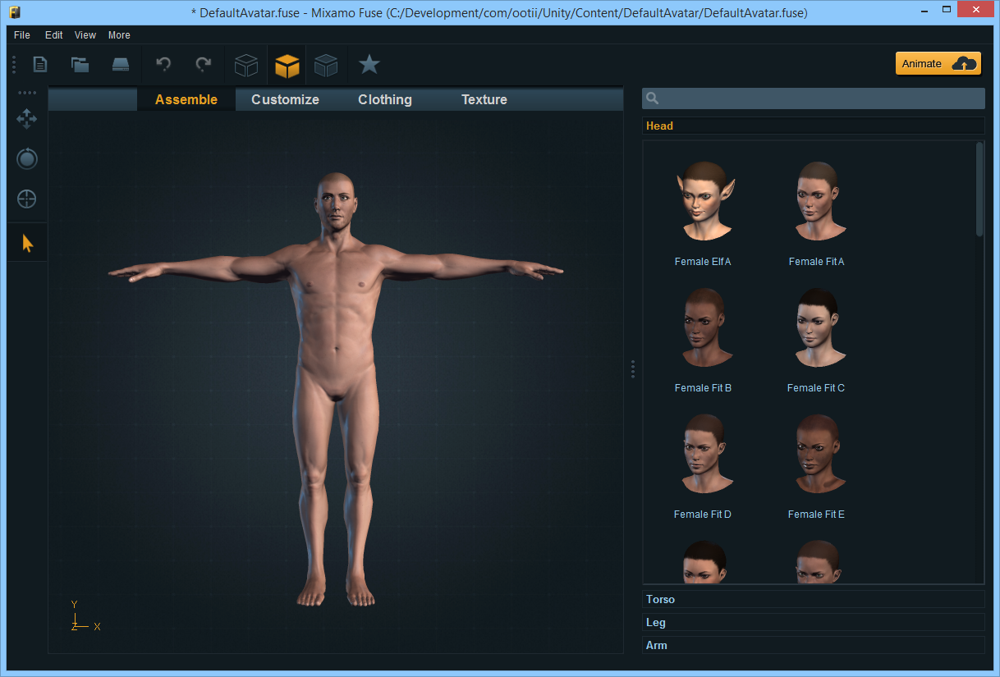 * DefaultAvatar.fuse - Mixamo Fuse (C:/Development/com/ootii/Unity/Content/DefaultAvatar/DefaultAvatar.fuse)
File Edit View More
Animate
Assemble Customize Clothing Texture
Head
Female Elf A Female Fit A
Female Fit B Female Fit C
Female Fit D Female Fit E
Torso
Leg
Arm
Y
Z X